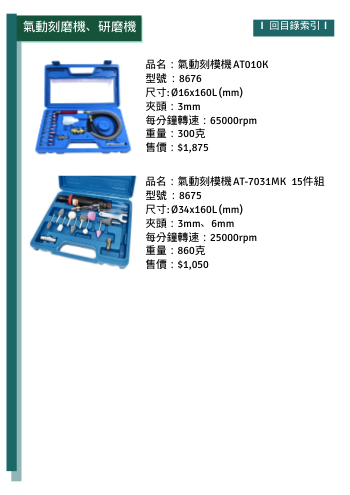 氣動刻磨機、研磨機
I 回目錄索引 I
品名：氣動刻模機 AT010K
型號：8676
尺寸: Ø16x160L (mm)
夾頭：3mm
每分鐘轉速：65000rpm
重量：300克
售價：$1,875
品名：氣動刻模機 AT-7031MK 15件組
型號：8675
尺寸: Ø34x160L (mm)
夾頭：3mm、6mm
每分鐘轉速：25000rpm
重量：860克
售價：$1,050